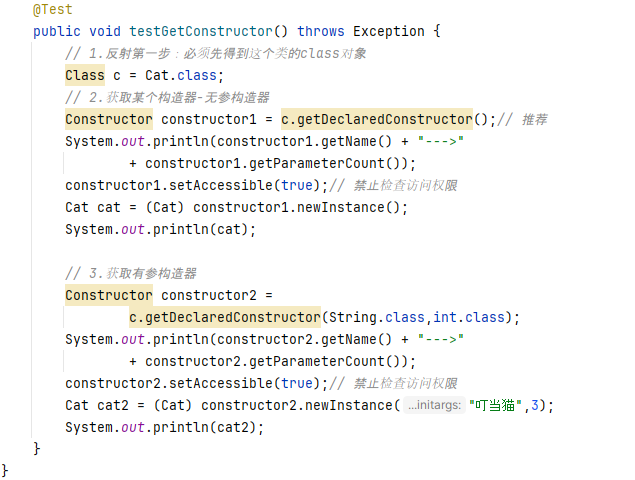 @Test
public void testGetConstructor() throws Exception {
// 1.反射第一步：必须先得到这个类的class对象
Class c = Cat.class;
// 2.获取某个构造器-无参构造器
Constructor constructor1 = c.getDeclaredConstructor();// 推荐
System.out.println(constructor1.getName() + "--->"
+ constructor1.getParameterCount());
constructor1.setAccessible(true);// 禁止检查访问权限
Cat cat = (Cat) constructor1.newInstance();
System.out.println(cat);
// 3.获取有参构造器
Constructor constructor2 =
c.getDeclaredConstructor(String.class,int.class);
System.out.println(constructor2.getName() + "--->"
+ constructor2.getParameterCount());
constructor2.setAccessible(true);// 禁止检查访问权限
Cat cat2 = (Cat) constructor2.newInstance( ...initargs: "叮当猫",3);
System.out.println(cat2);
}
}